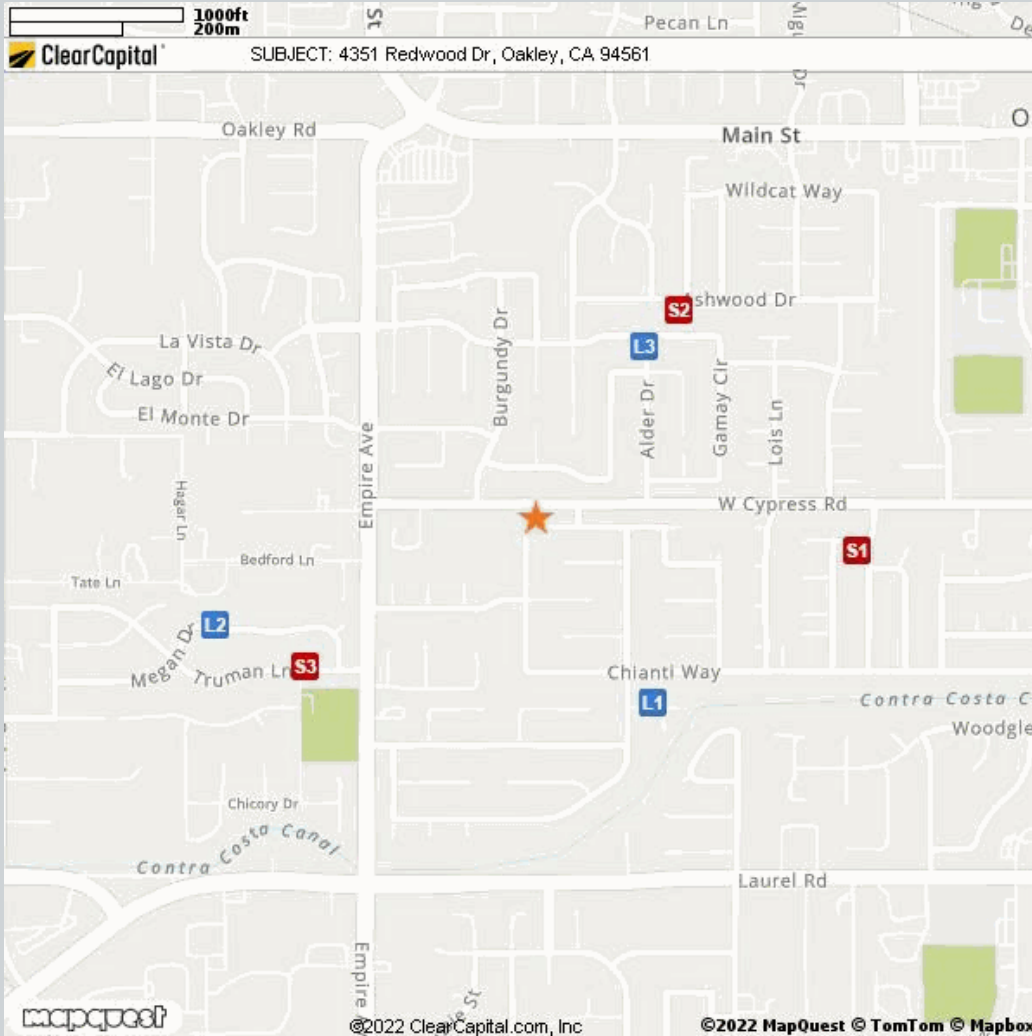 1000ft
200m
St
Pecan Ln
ClearCapital
SUBJECT: 4351 Redwood Dr, Oakley, CA 94561
Dr
Oakley Rd
Main St
O
Wildcat Way
Ashwood Dr
S2
Burgundy Dr
La Vista Dr
L3
El Lago Dr
Gamay Cir
Alder Dr
Lois Ln
El Monte Dr
Empire Ave
Hagar Ln
W Cypress Rd
S1
Bedford Ln
Tate Ln
L2
Megan Dr
Truman Ln
S3
Chianti Way
L1
Contra Costa C
Woodgle
Chicory Dr
Contra Costa Canal
Laurel Rd
Empire
St
mapquest
©2022 ClearCapital.com, Inc
©2022 MapQuest © TomTom © Mapbox